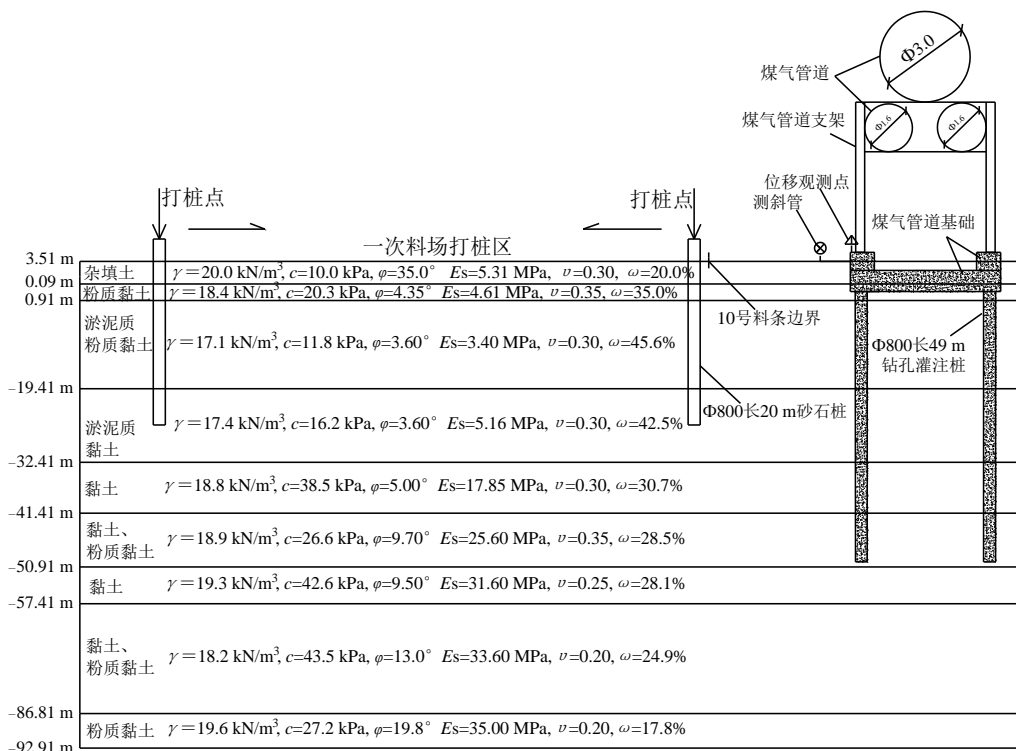 Φ3.0
煤气管道
Φ1.6
Φ1.6
煤气管道支架
位移观测点
测斜管
煤气管道基础
打桩点
打桩点
一次料场打桩区
3.51 m
杂填土
γ=20.0 kN/m³, c=10.0 kPa, φ=35.0° Es=5.31 MPa, υ=0.30, ω=20.0%
0.09 m
粉质黏土
γ=18.4 kN/m³, c=20.3 kPa, φ=4.35° Es=4.61 MPa, υ=0.35, ω=35.0%
0.91 m
10号料条边界
淤泥质
粉质黏土
γ=17.1 kN/m³, c=11.8 kPa, φ=3.60° Es=3.40 MPa, υ=0.30, ω=45.6%
Φ800长49 m
钻孔灌注桩
–19.41 m
Φ800长20 m砂石桩
淤泥质
黏土
γ=17.4 kN/m³, c=16.2 kPa, φ=3.60° Es=5.16 MPa, υ=0.30, ω=42.5%
–32.41 m
黏土
γ=18.8 kN/m³, c=38.5 kPa, φ=5.00° Es=17.85 MPa, υ=0.30, ω=30.7%
–41.41 m
黏土、
粉质黏土
γ=18.9 kN/m³, c=26.6 kPa, φ=9.70° Es=25.60 MPa, υ=0.35, ω=28.5%
–50.91 m
黏土
γ=19.3 kN/m³, c=42.6 kPa, φ=9.50° Es=31.60 MPa, υ=0.25, ω=28.1%
–57.41 m
黏土、
粉质黏土
γ=18.2 kN/m³, c=43.5 kPa, φ=13.0° Es=33.60 MPa, υ=0.20, ω=24.9%
–86.81 m
粉质黏土
γ=19.6 kN/m³, c=27.2 kPa, φ=19.8° Es=35.00 MPa, υ=0.20, ω=17.8%
–92.91 m